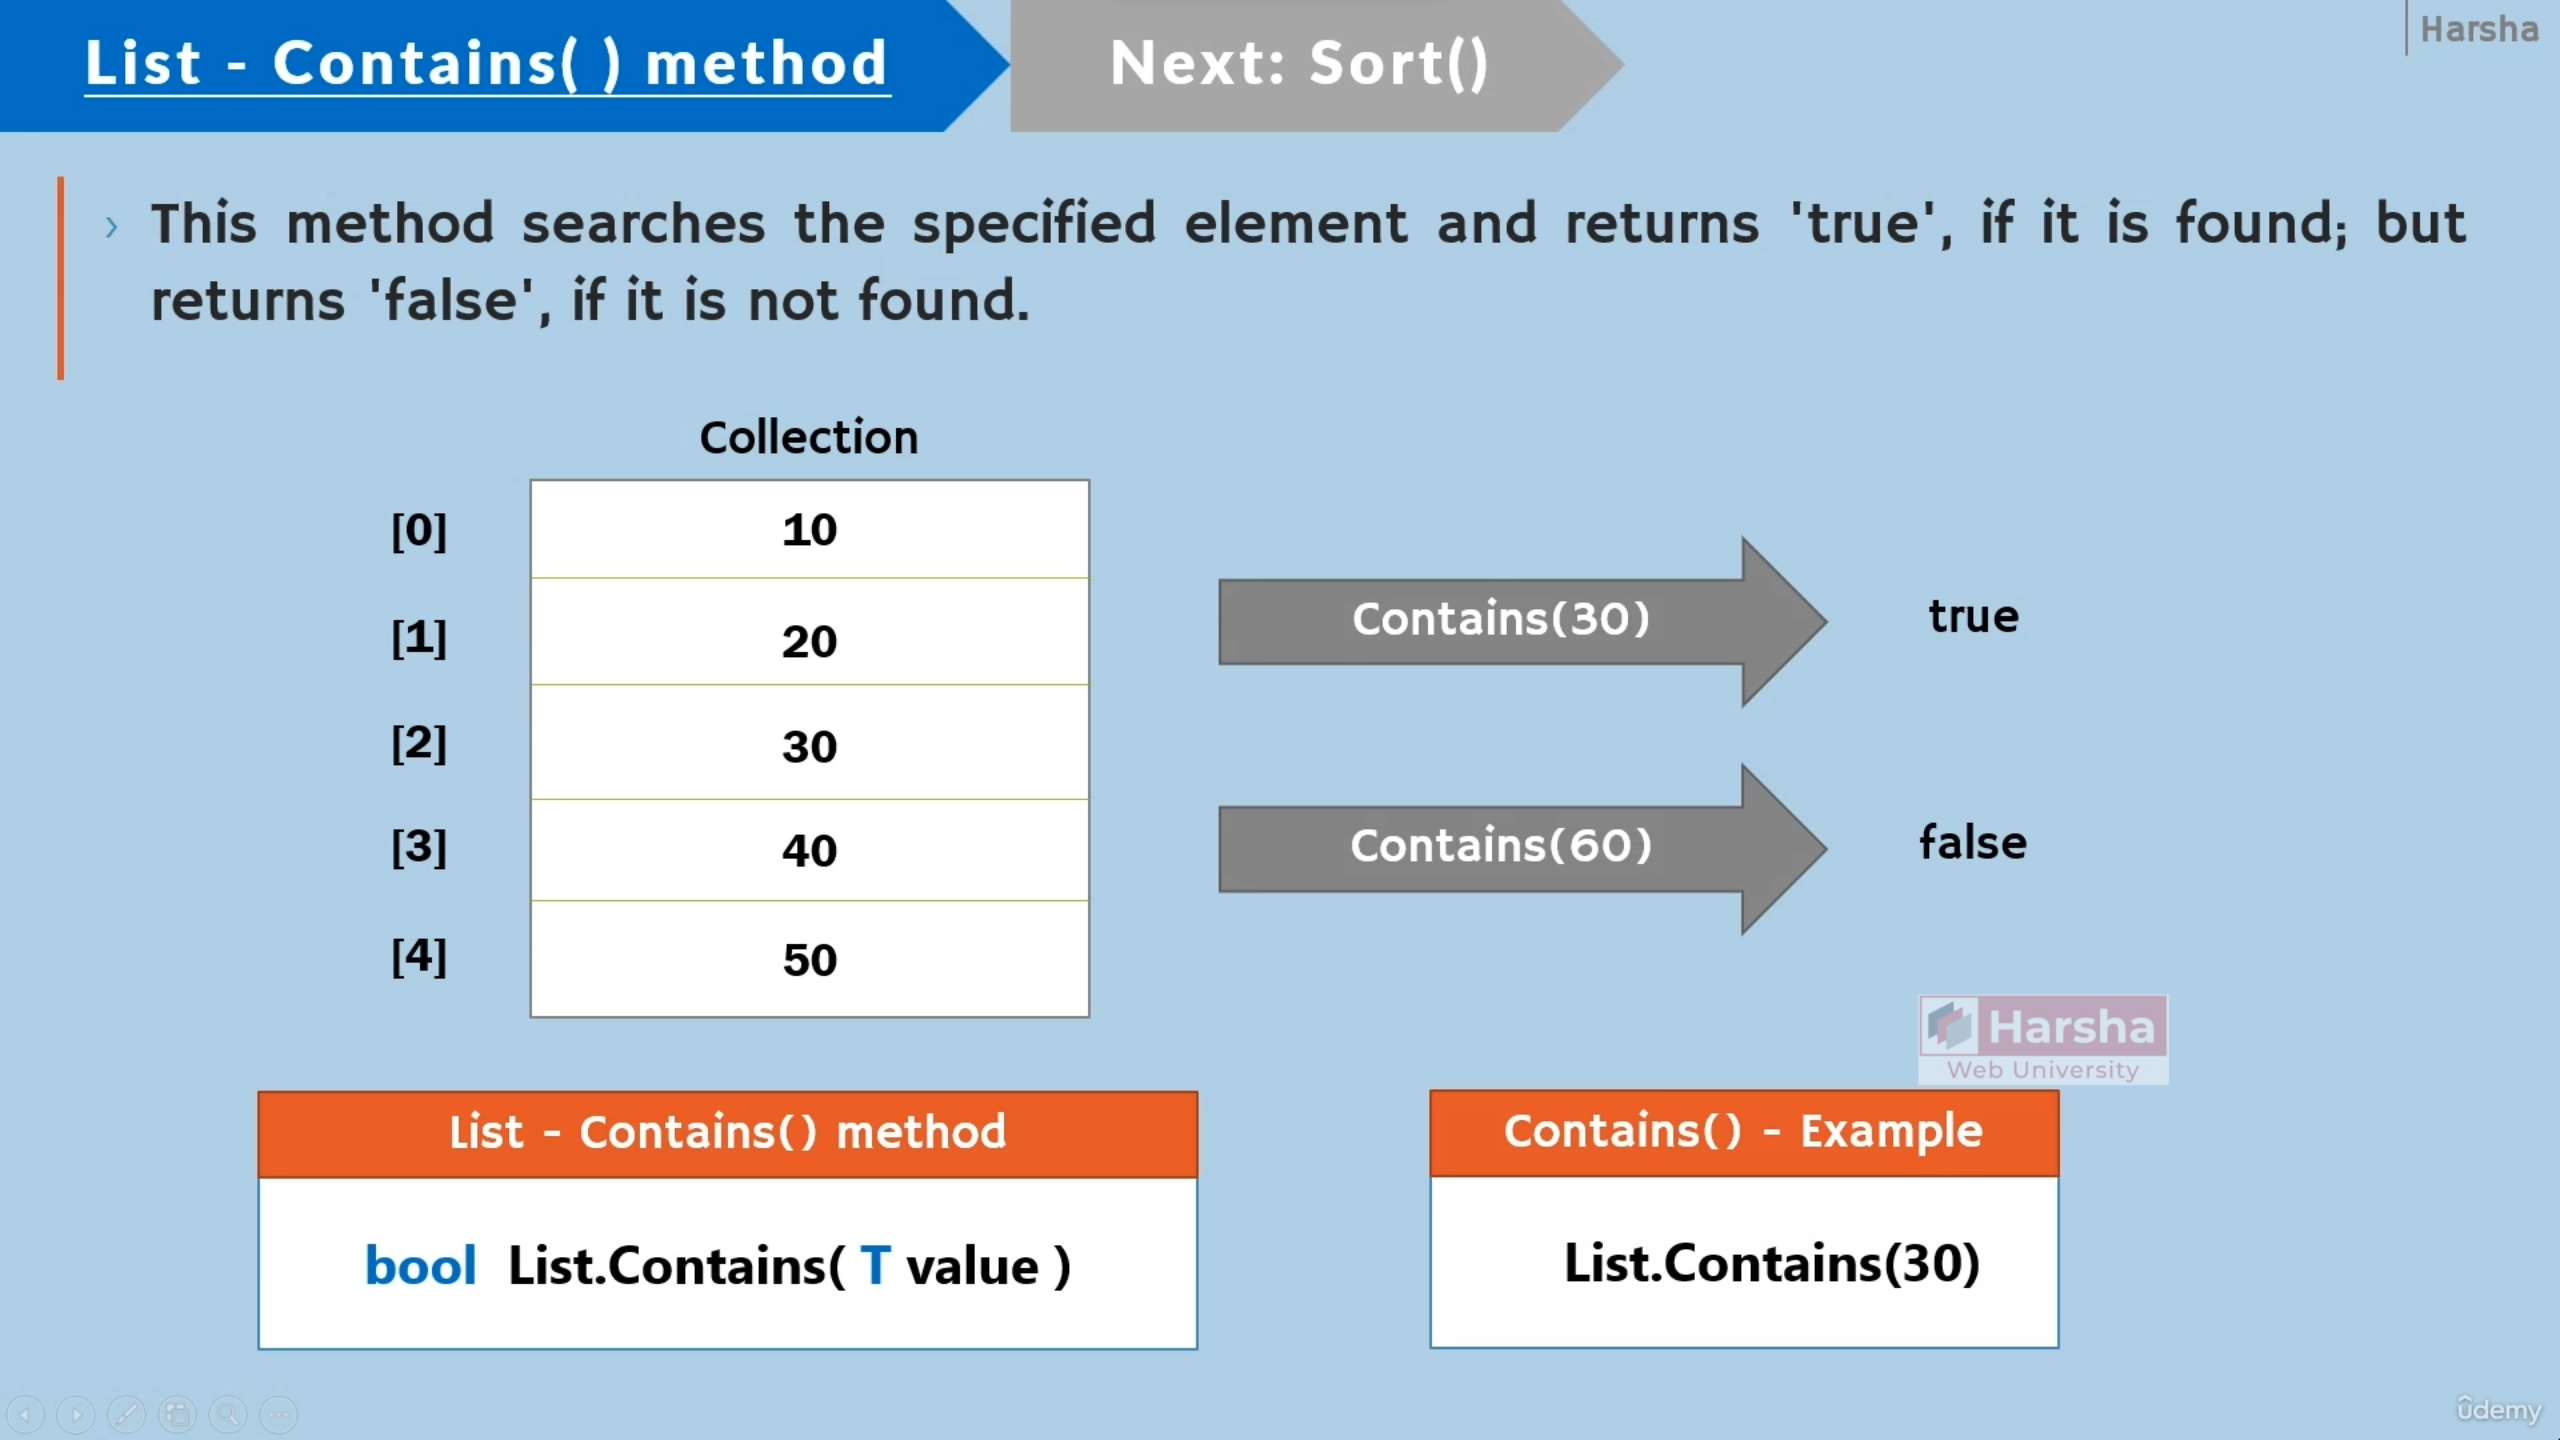 List - Contains( ) method
Next: Sort()
Harsha
› This method searches the specified element and returns 'true', if it is found; but
returns 'false', if it is not found.
Collection
[0] 10
[1] 20
[2] 30
[3] 40
[4] 50
Contains(30) true
Contains(60) false
Harsha
Web University
List - Contains() method
bool List.Contains( T value )
Contains() - Example
List.Contains(30)
ûdemy